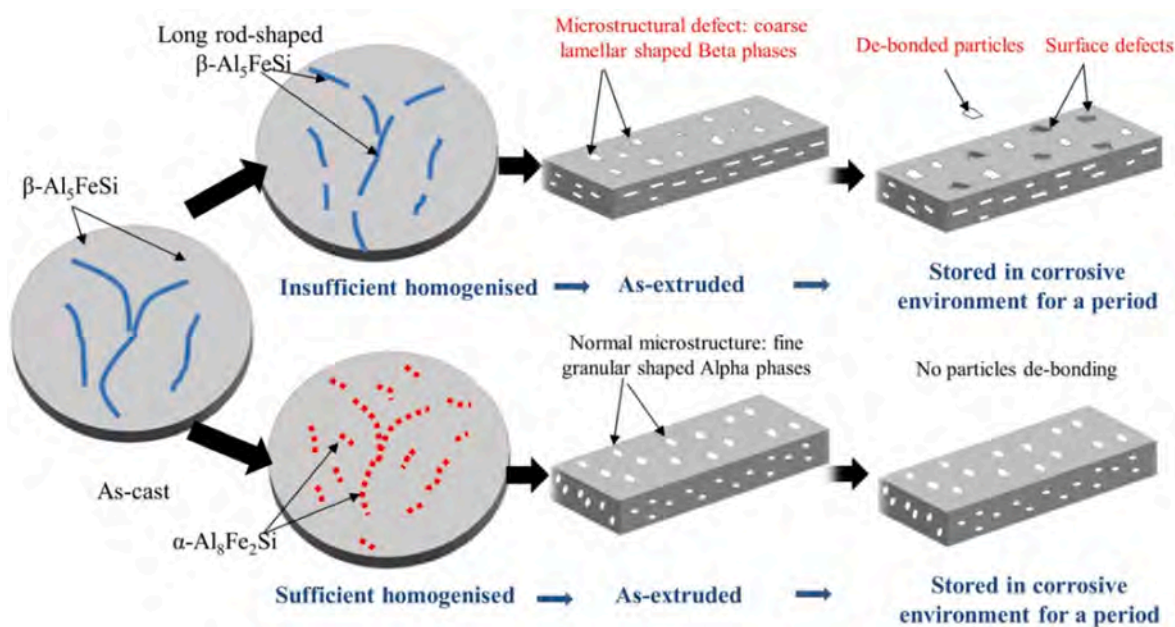 Long rod-shaped
β-Al₅FeSi
Microstructural defect: coarse
lamellar shaped Beta phases
De-bonded particles
Surface defects
β-Al₅FeSi
Insufficient homogenised
As-extruded
Stored in corrosive
environment for a period
Normal microstructure: fine
granular shaped Alpha phases
No particles de-bonding
As-cast
α-Al₈Fe₂Si
Sufficient homogenised
As-extruded
Stored in corrosive
environment for a period